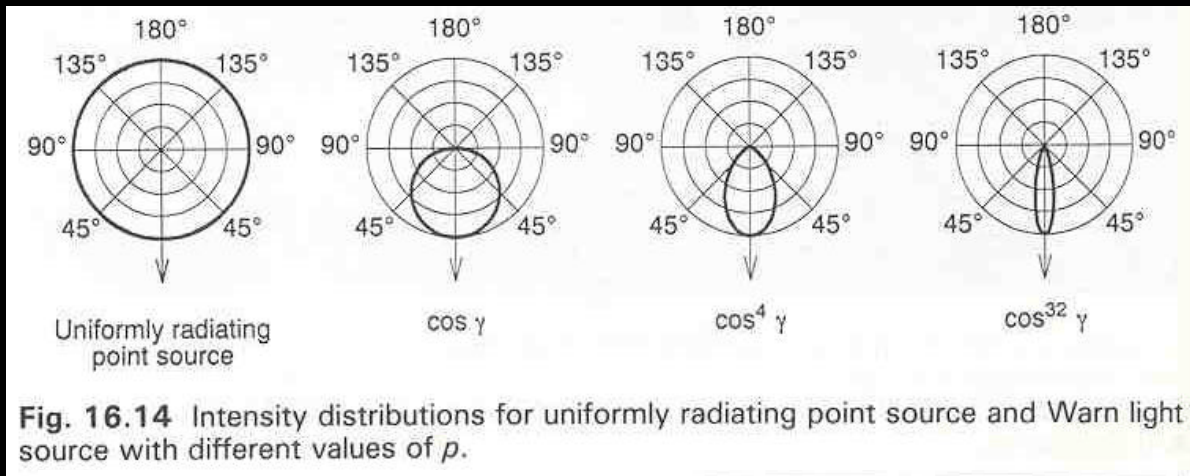 180° 180° 180° 180°
135° 135° 135° 135° 135° 135° 135° 135°
90° 90° 90° 90° 90° 90° 90° 90°
45° 45° 45° 45° 45° 45° 45° 45°
Uniformly radiating
point source
cos γ
cos⁴ γ
cos³² γ
Fig. 16.14 Intensity distributions for uniformly radiating point source and Warn light
source with different values of p.